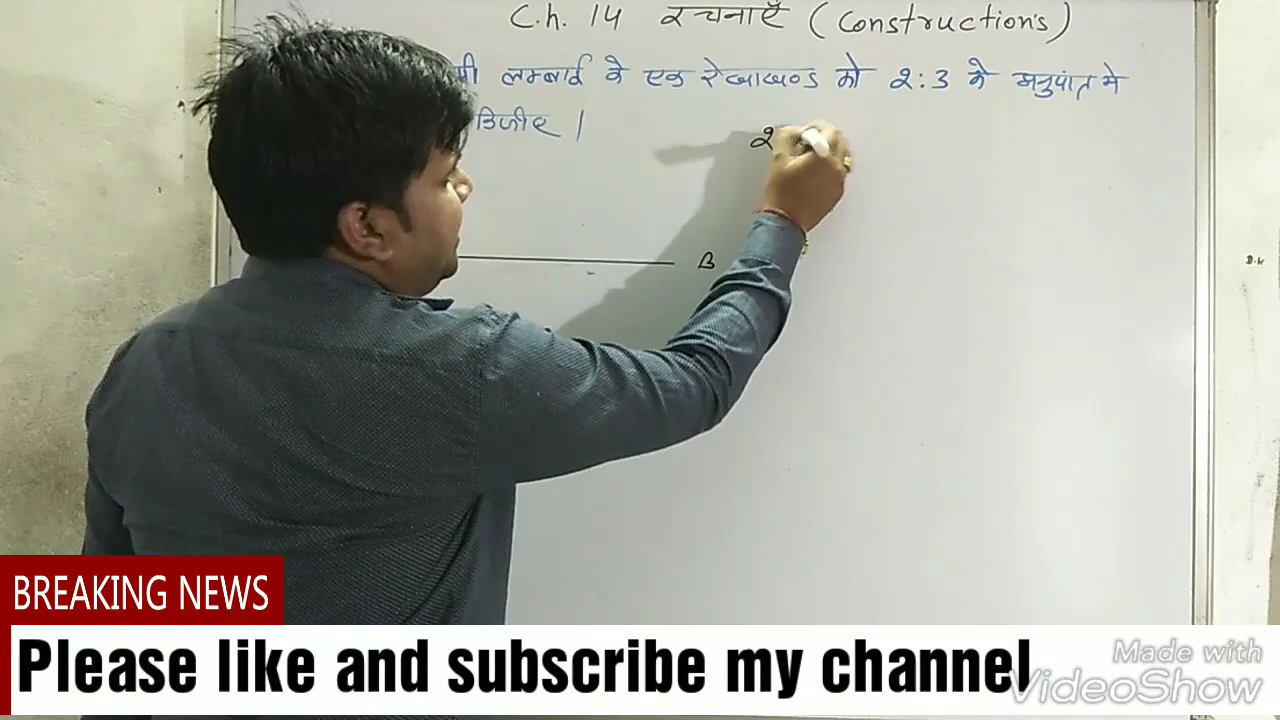 Ch. 14 रचनाएँ (Constructions)
लम्बाई के एक रेखाखण्ड को 2:3 के अनुपात मे
2
B
BREAKING NEWS
Please like and subscribe my channel
Made with
VideoShow